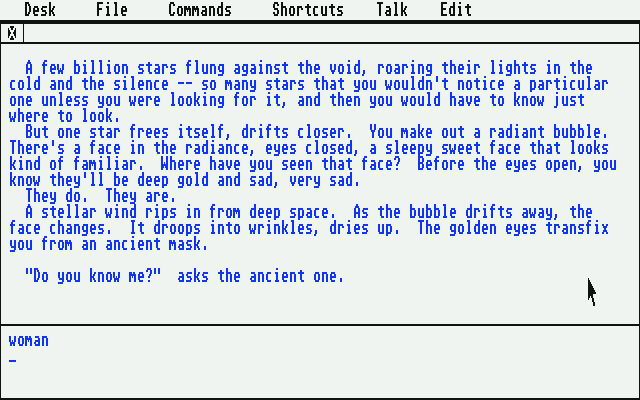 Desk File Commands Shortcuts Talk Edit
X
A few billion stars flung against the void, roaring their lights in the
cold and the silence -- so many stars that you wouldn't notice a particular
one unless you were looking for it, and then you would have to know just
where to look.
But one star frees itself, drifts closer. You make out a radiant bubble.
There's a face in the radiance, eyes closed, a sleepy sweet face that looks
kind of familiar. Where have you seen that face? Before the eyes open, you
know they'll be deep gold and sad, very sad.
They do. They are.
A stellar wind rips in from deep space. As the bubble drifts away, the
face changes. It droops into wrinkles, dries up. The golden eyes transfix
you from an ancient mask.
"Do you know me?" asks the ancient one.
woman
_